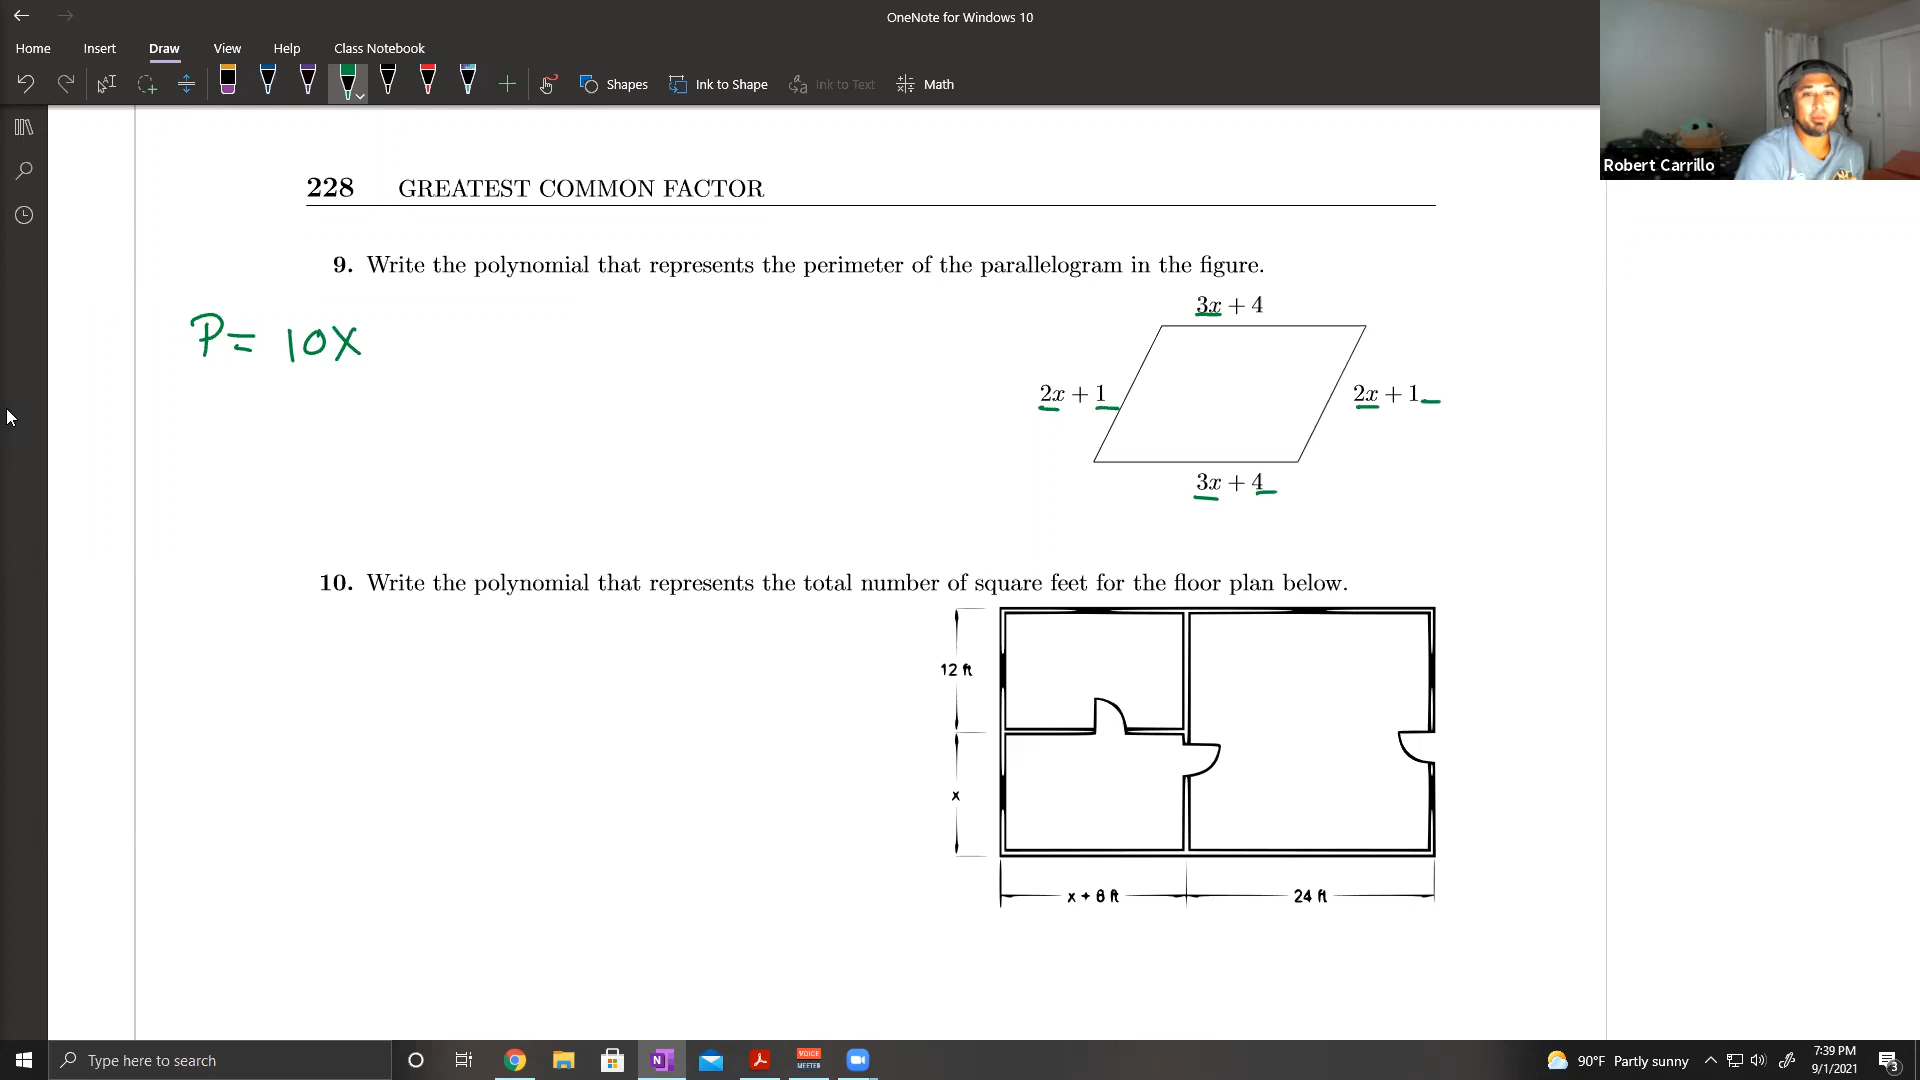 OneNote for Windows 10
Home Insert Draw View Help Class Notebook
Shapes Ink to Shape Ink to Text Math
Robert Carrillo
228 GREATEST COMMON FACTOR
9. Write the polynomial that represents the perimeter of the parallelogram in the figure.
P= 10X
3x + 4
2x + 1
2x + 1
3x + 4
10. Write the polynomial that represents the total number of square feet for the floor plan below.
12 ft
x
24 ft
Type here to search
N
VOICE
MEETER
90°F Partly sunny
7:39 PM
9/1/2021
3